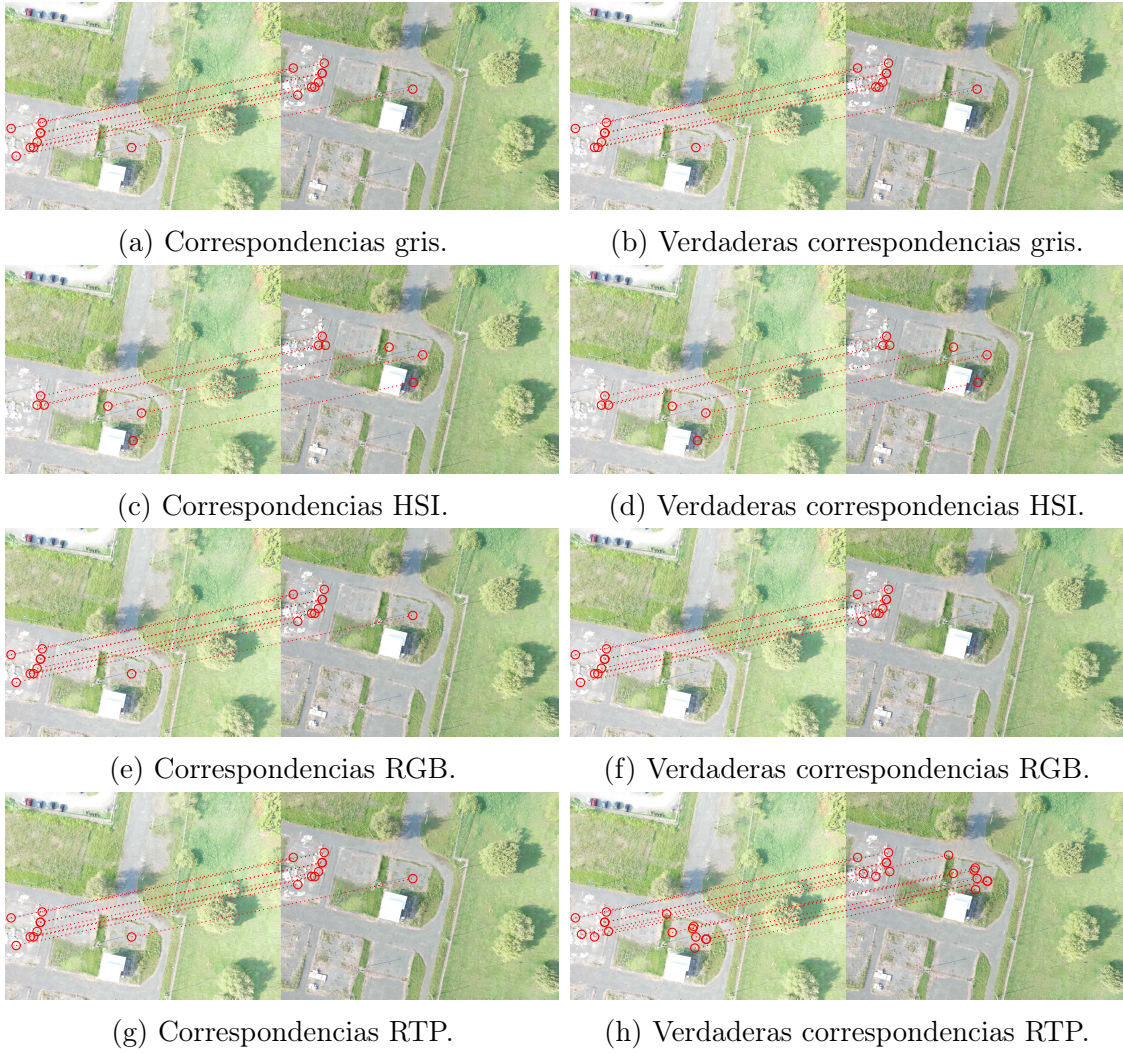 (a) Correspondencias gris.
(b) Verdaderas correspondencias gris.
(c) Correspondencias HSI.
(d) Verdaderas correspondencias HSI.
(e) Correspondencias RGB.
(f) Verdaderas correspondencias RGB.
(g) Correspondencias RTP.
(h) Verdaderas correspondencias RTP.